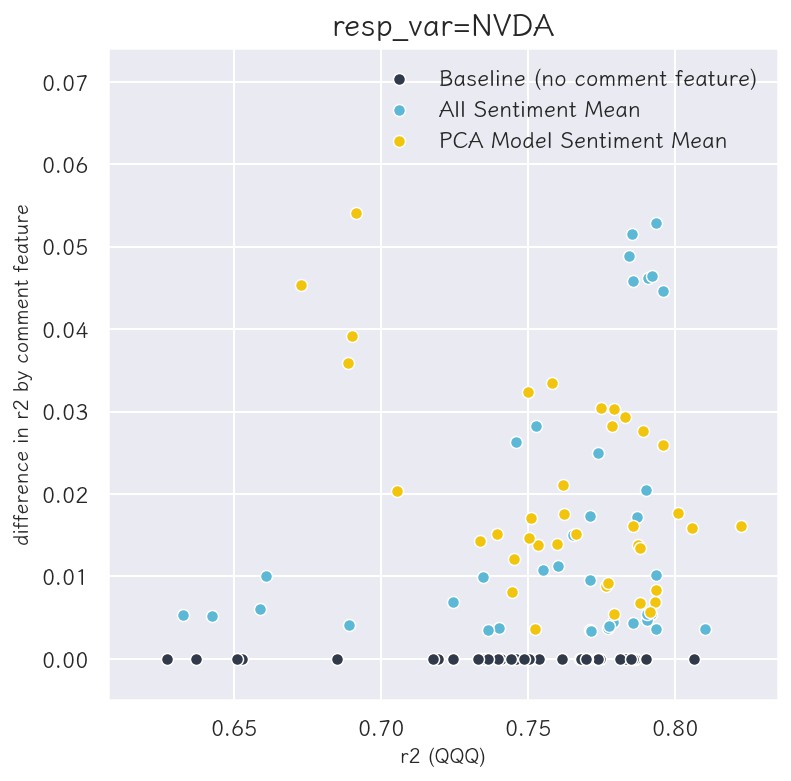 resp_var=NVDA
Baseline (no comment feature)
All Sentiment Mean
PCA Model Sentiment Mean
difference in r2 by comment feature
0.07
0.06
0.05
0.04
0.03
0.02
0.01
0.00
0.65 0.70 0.75 0.80
r2 (QQQ)